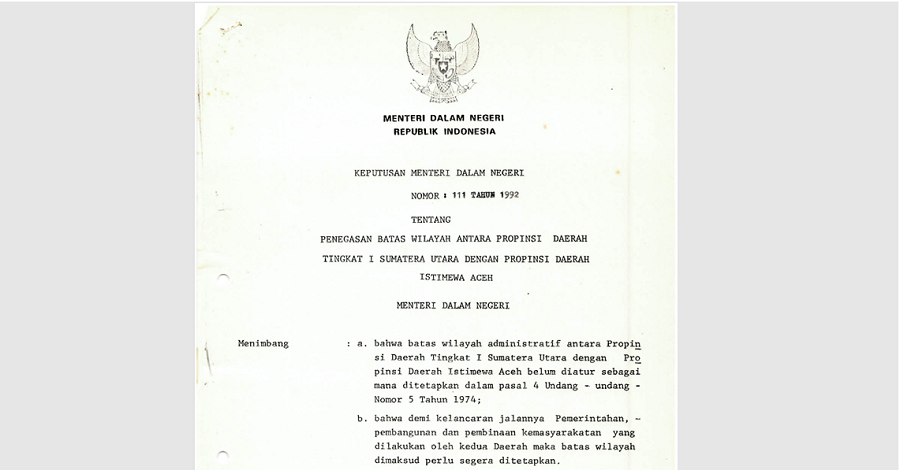 MENTERI DALAM NEGERI
REPUBLIK INDONESIA
KEPUTUSAN MENTERI DALAM NEGERI
NOMOR : 111 TAHUN 1992
TENTANG
PENEGASAN BATAS WILAYAH ANTARA PROPINSI DAERAH
TINGKAT I SUMATERA UTARA DENGAN PROPINSI DAERAH
ISTIMEWA ACEH
MENTERI DALAM NEGERI
Menimbang : a. bahwa batas wilayah administratif antara Propin
si Daerah Tingkat I Sumatera Utara dengan Pro
pinsi Daerah Istimewa Aceh belum diatur sebagai
mana ditetapkan dalam pasal 4 Undang - undang -
Nomor 5 Tahun 1974;
b. bahwa demi kelancaran jalannya Pemerintahan, -
pembangunan dan pembinaan kemasyarakatan yang
dilakukan oleh kedua Daerah maka batas wilayah
dimaksud perlu segera ditetapkan.